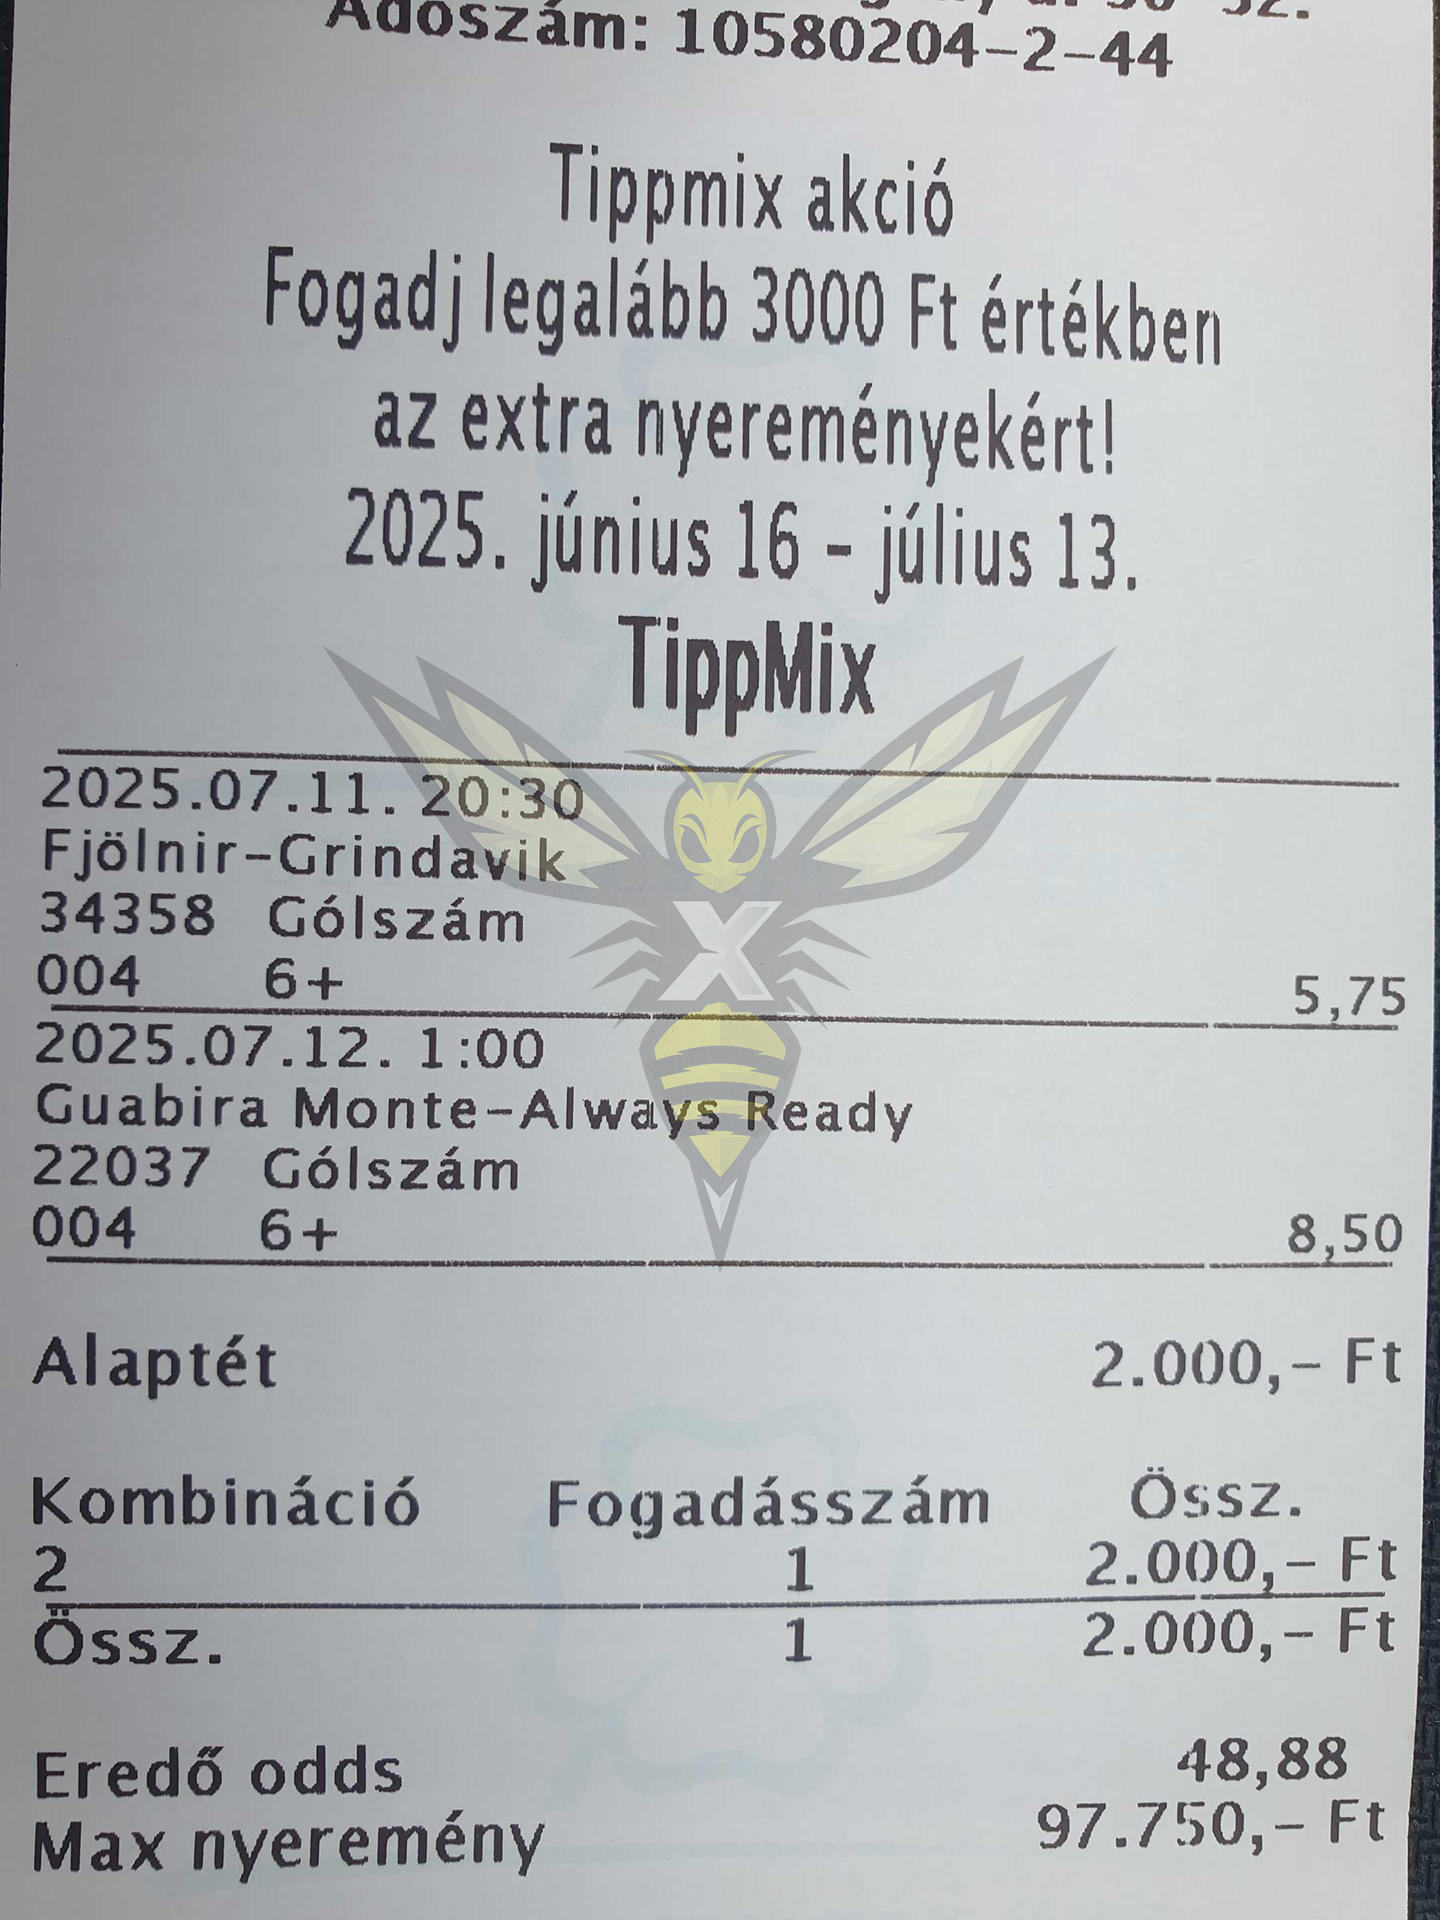 Adószám: 10580204-2-44
Tippmix akció
Fogadj legalább 3000 Ft értékben
az extra nyereményekért!
2025. június 16 - július 13.
TippMix
2025.07.11. 20:30
Fjölnir-Grindavik
34358 Gólszám
004 6+ 5,75
2025.07.12. 1:00
Guabira Monte-Always Ready
22037 Gólszám
004 6+ 8,50
X
Alaptét 2.000,- Ft
Kombináció Fogadásszám Össz.
2 1 2.000,- Ft
Össz. 1 2.000,- Ft
Eredő odds 48,88
Max nyeremény 97.750,- Ft